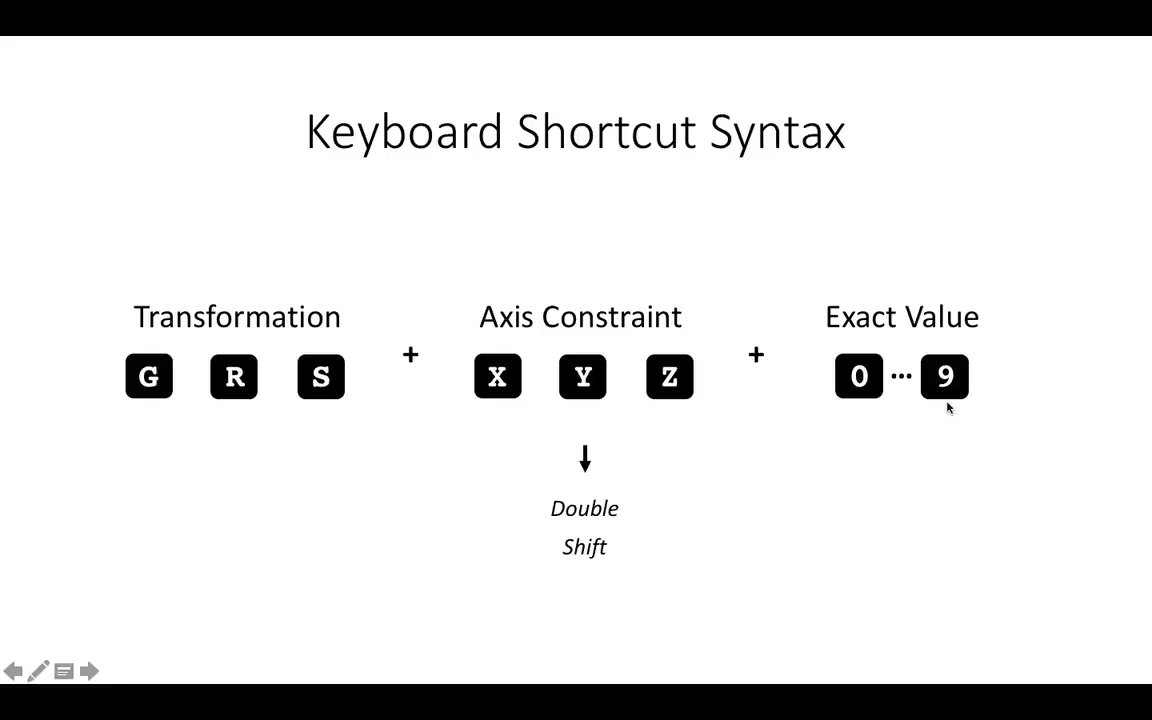 Keyboard Shortcut Syntax
Transformation Axis Constraint Exact Value
G R S + X Y Z + 0 ... 9
Double
Shift